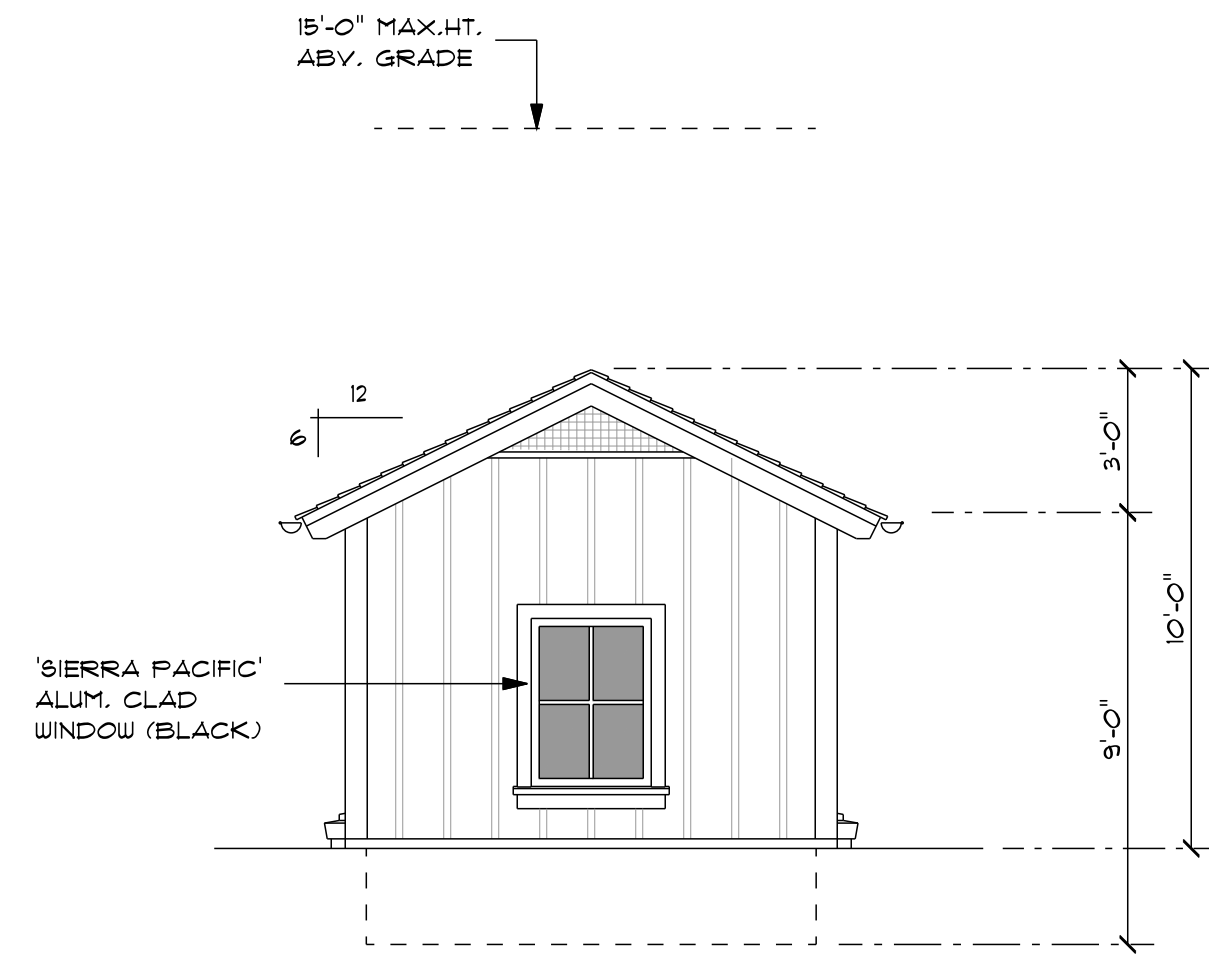 15'-0" MAX.HT.
ABV. GRADE
12
6
3'-0"
10'-0"
'SIERRA PACIFIC'
ALUM. CLAD
WINDOW (BLACK)
9'-0"